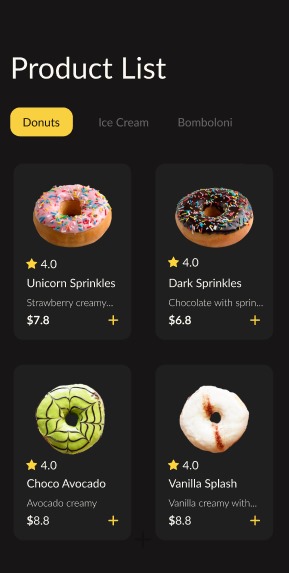 Product List
Donuts Ice Cream Bomboloni
4.0 4.0
Unicorn Sprinkles Dark Sprinkles
Strawberry creamy... Chocolate with sprin...
$7.8 + $6.8 +
4.0 4.0
Choco Avocado Vanilla Splash
Avocado creamy Vanilla creamy with...
$8.8 + $8.8 +